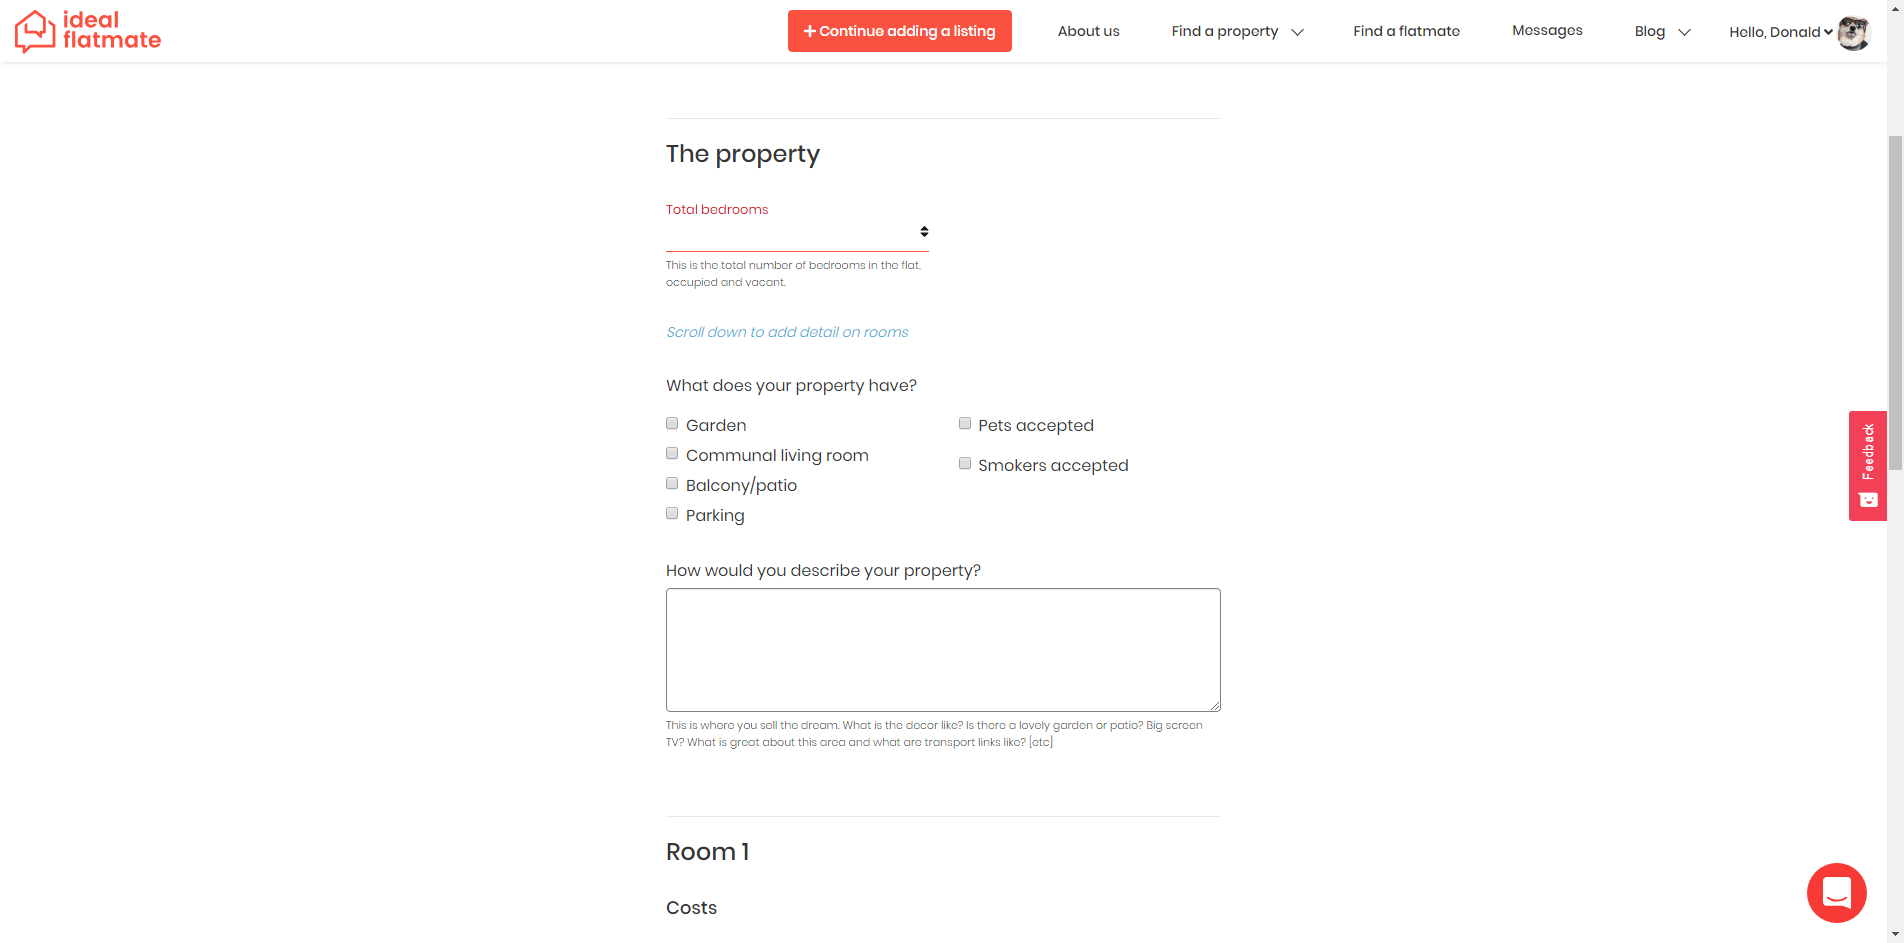 ideal
flatmate
Continue adding a listing
About us
Find a property
Find a flatmate
Messages
Blog
Hello, Donald
The property
Total bedrooms
This is the total number of bedrooms in the flat,
occupied and vacant.
Scroll down to add detail on rooms
What does your property have?
Garden
Pets accepted
Communal living room
Smokers accepted
Balcony/patio
Parking
How would you describe your property?
This is where you sell the dream. What is the decor like? Is there a lovely garden or patio? Big screen
TV? What is great about this area and what are transport links like? [etc]
Room 1
Costs
Feedback